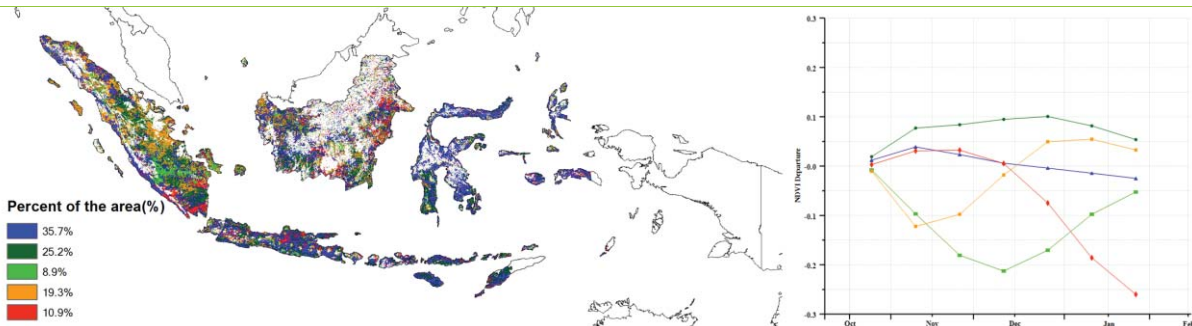 Percent of the area(%)
35.7%
25.2%
8.9%
19.3%
10.9%
NDVI Departure
0.3
0.2
0.1
-0.0
-0.1
-0.2
-0.3
Oct
Nov
Dec
Jan
Feb